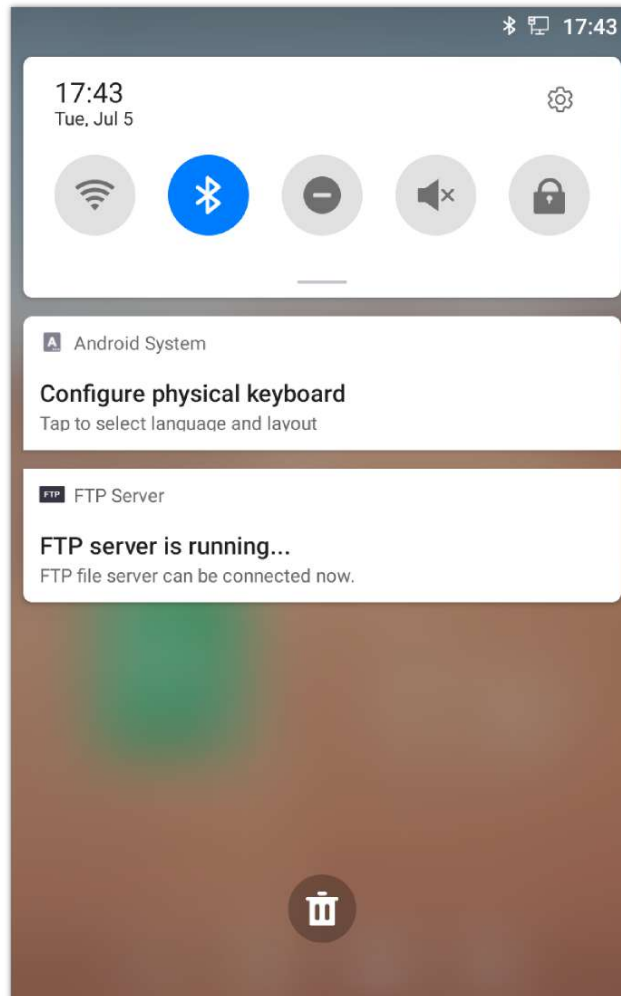 17:43
17:43
Tue, Jul 5
A Android System
Configure physical keyboard
Tap to select language and layout
FTP FTP Server
FTP server is running...
FTP file server can be connected now.